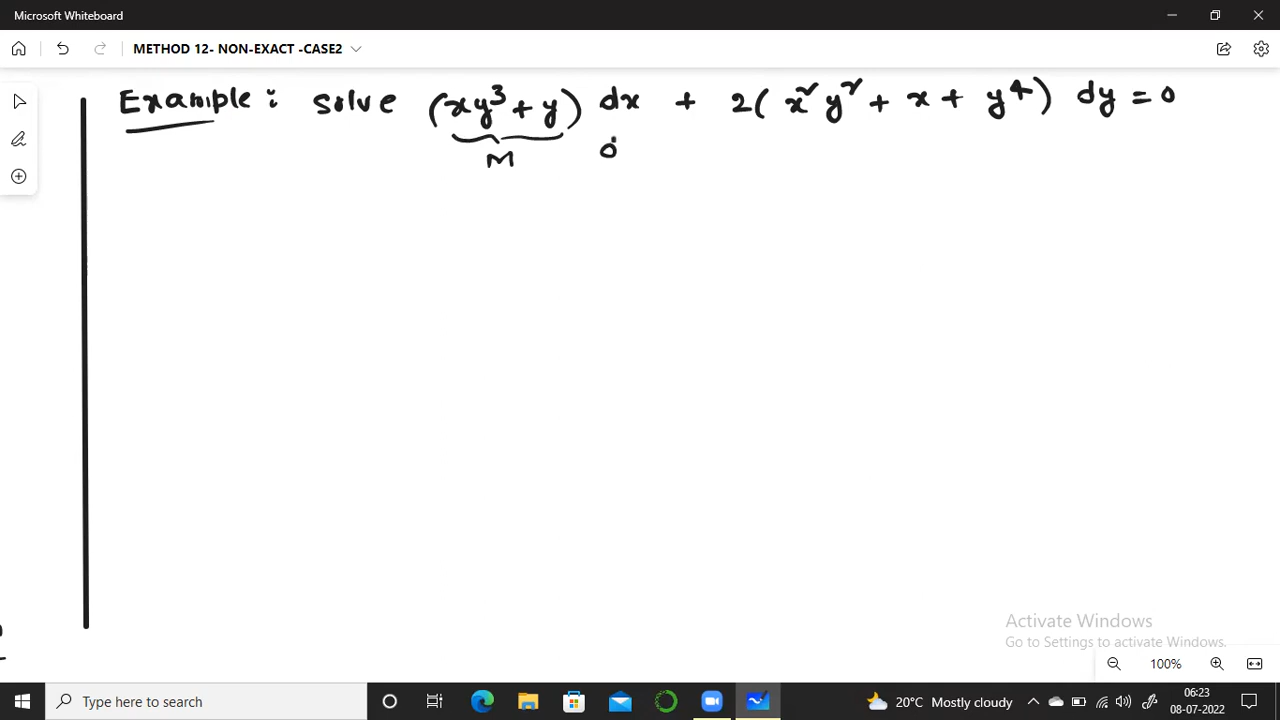 Microsoft Whiteboard
METHOD 12- NON-EXACT -CASE2
Example : solve (xy³ + y) dx + 2(x²y² + x + y⁴) dy = 0
M
Activate Windows
Go to Settings to activate Windows.
100%
Type here to search
20°C Mostly cloudy
06:23
08-07-2022